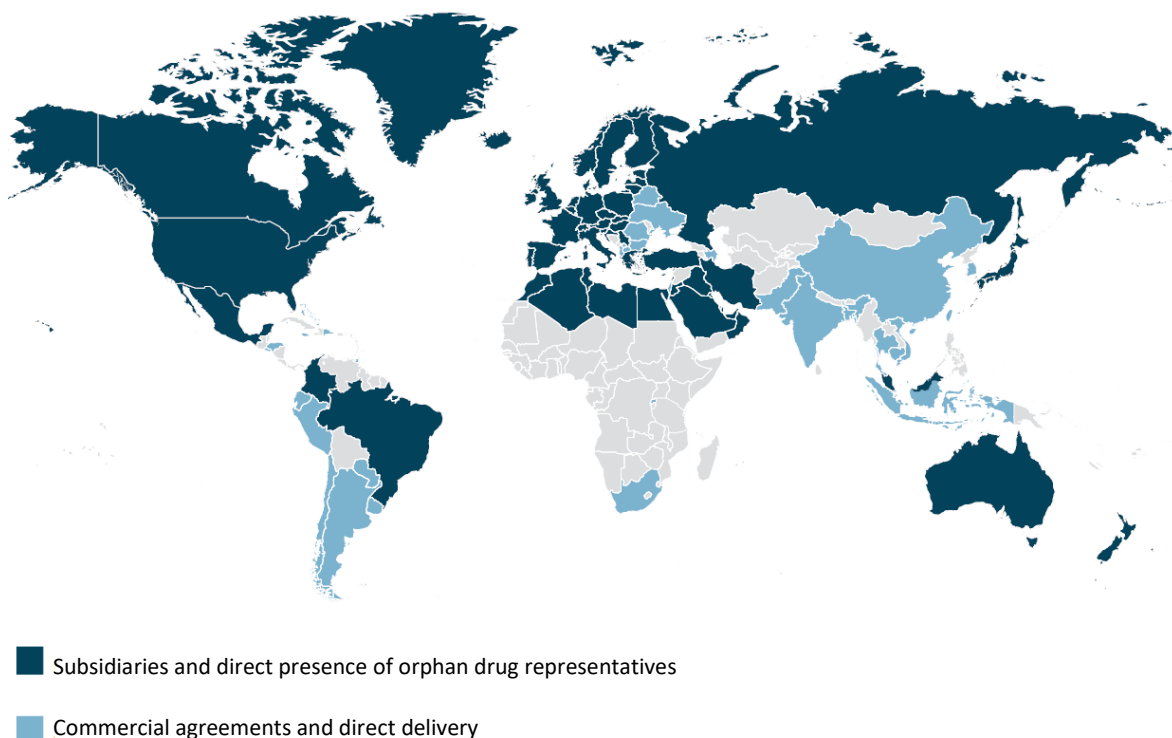 Subsidiaries and direct presence of orphan drug representatives
Commercial agreements and direct delivery